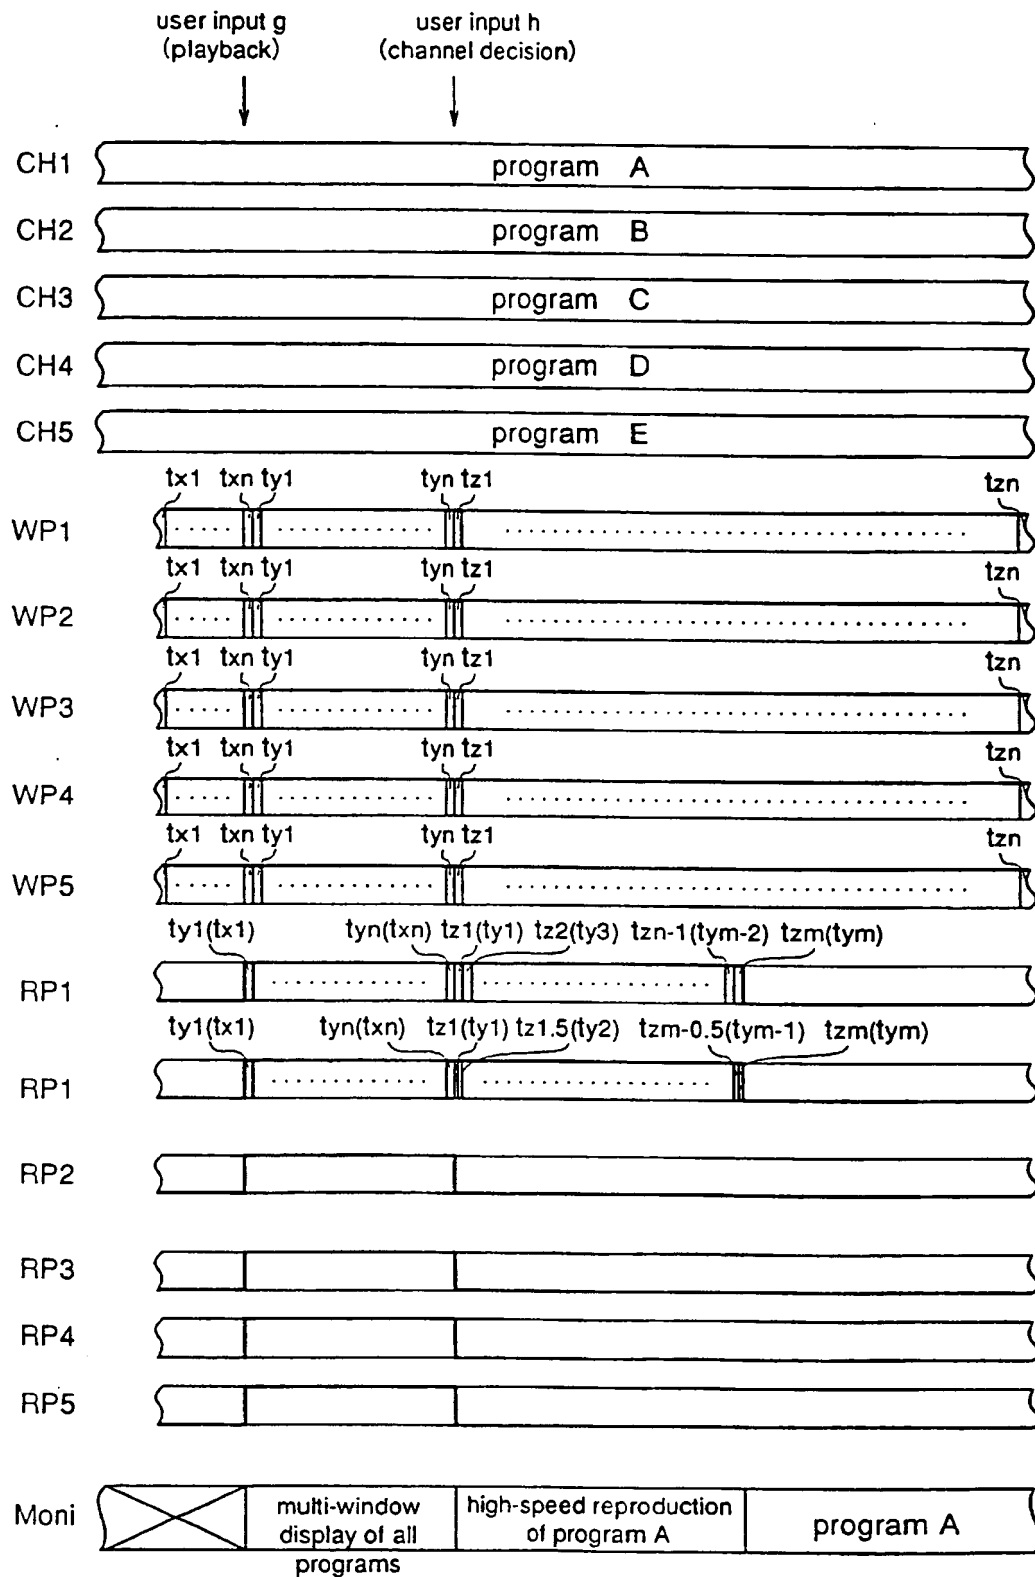 user input g
(playback)
user input h
(channel decision)
CH1 program A
CH2 program B
CH3 program C
CH4 program D
CH5 program E
tx1 txn ty1 tyn tz1 tzn
WP1
tx1 txn ty1 tyn tz1 tzn
WP2
tx1 txn ty1 tyn tz1 tzn
WP3
tx1 txn ty1 tyn tz1 tzn
WP4
tx1 txn ty1 tyn tz1 tzn
WP5
ty1(tx1) tyn(txn) tz1(ty1) tz2(ty3) tzn-1(tym-2) tzm(tym)
RP1
ty1(tx1) tyn(txn) tz1(ty1) tz1.5(ty2) tzm-0.5(tym-1) tzm(tym)
RP1
RP2
RP3
RP4
RP5
Moni
multi-window
display of all
programs
high-speed reproduction
of program A
program A